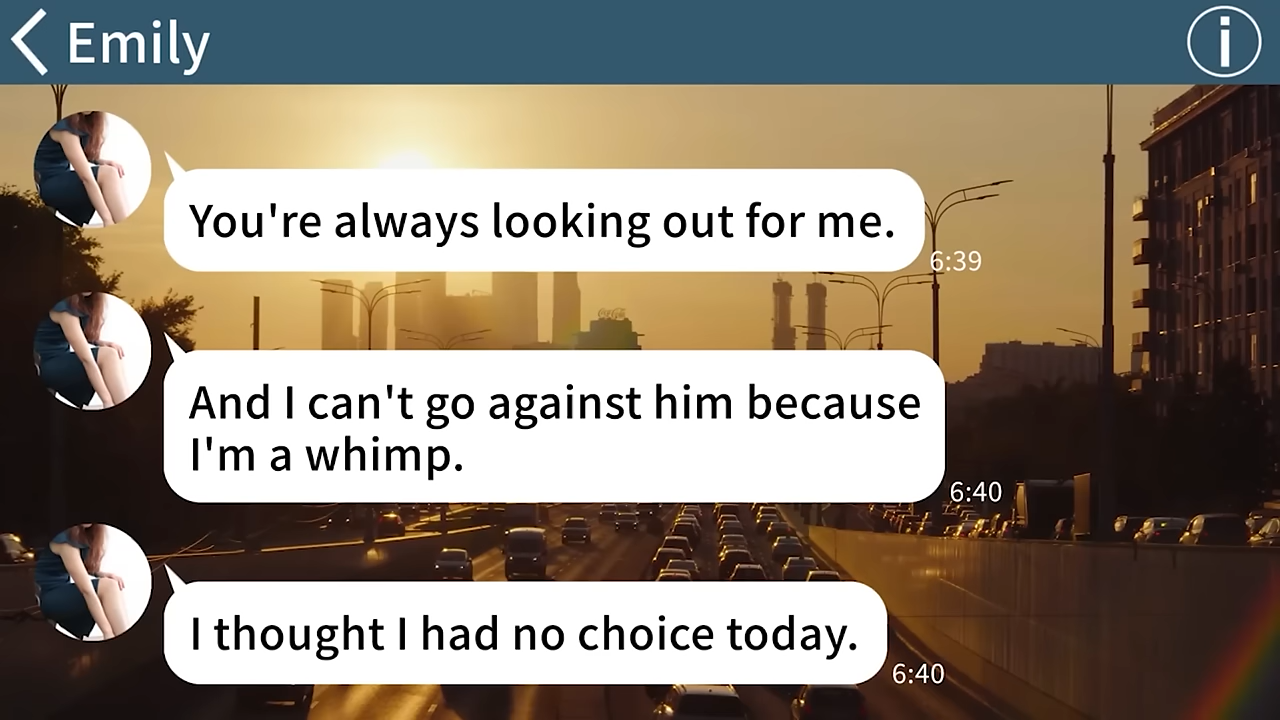 Emily
You're always looking out for me.
6:39
And I can't go against him because
I'm a whimp.
6:40
I thought I had no choice today.
6:40